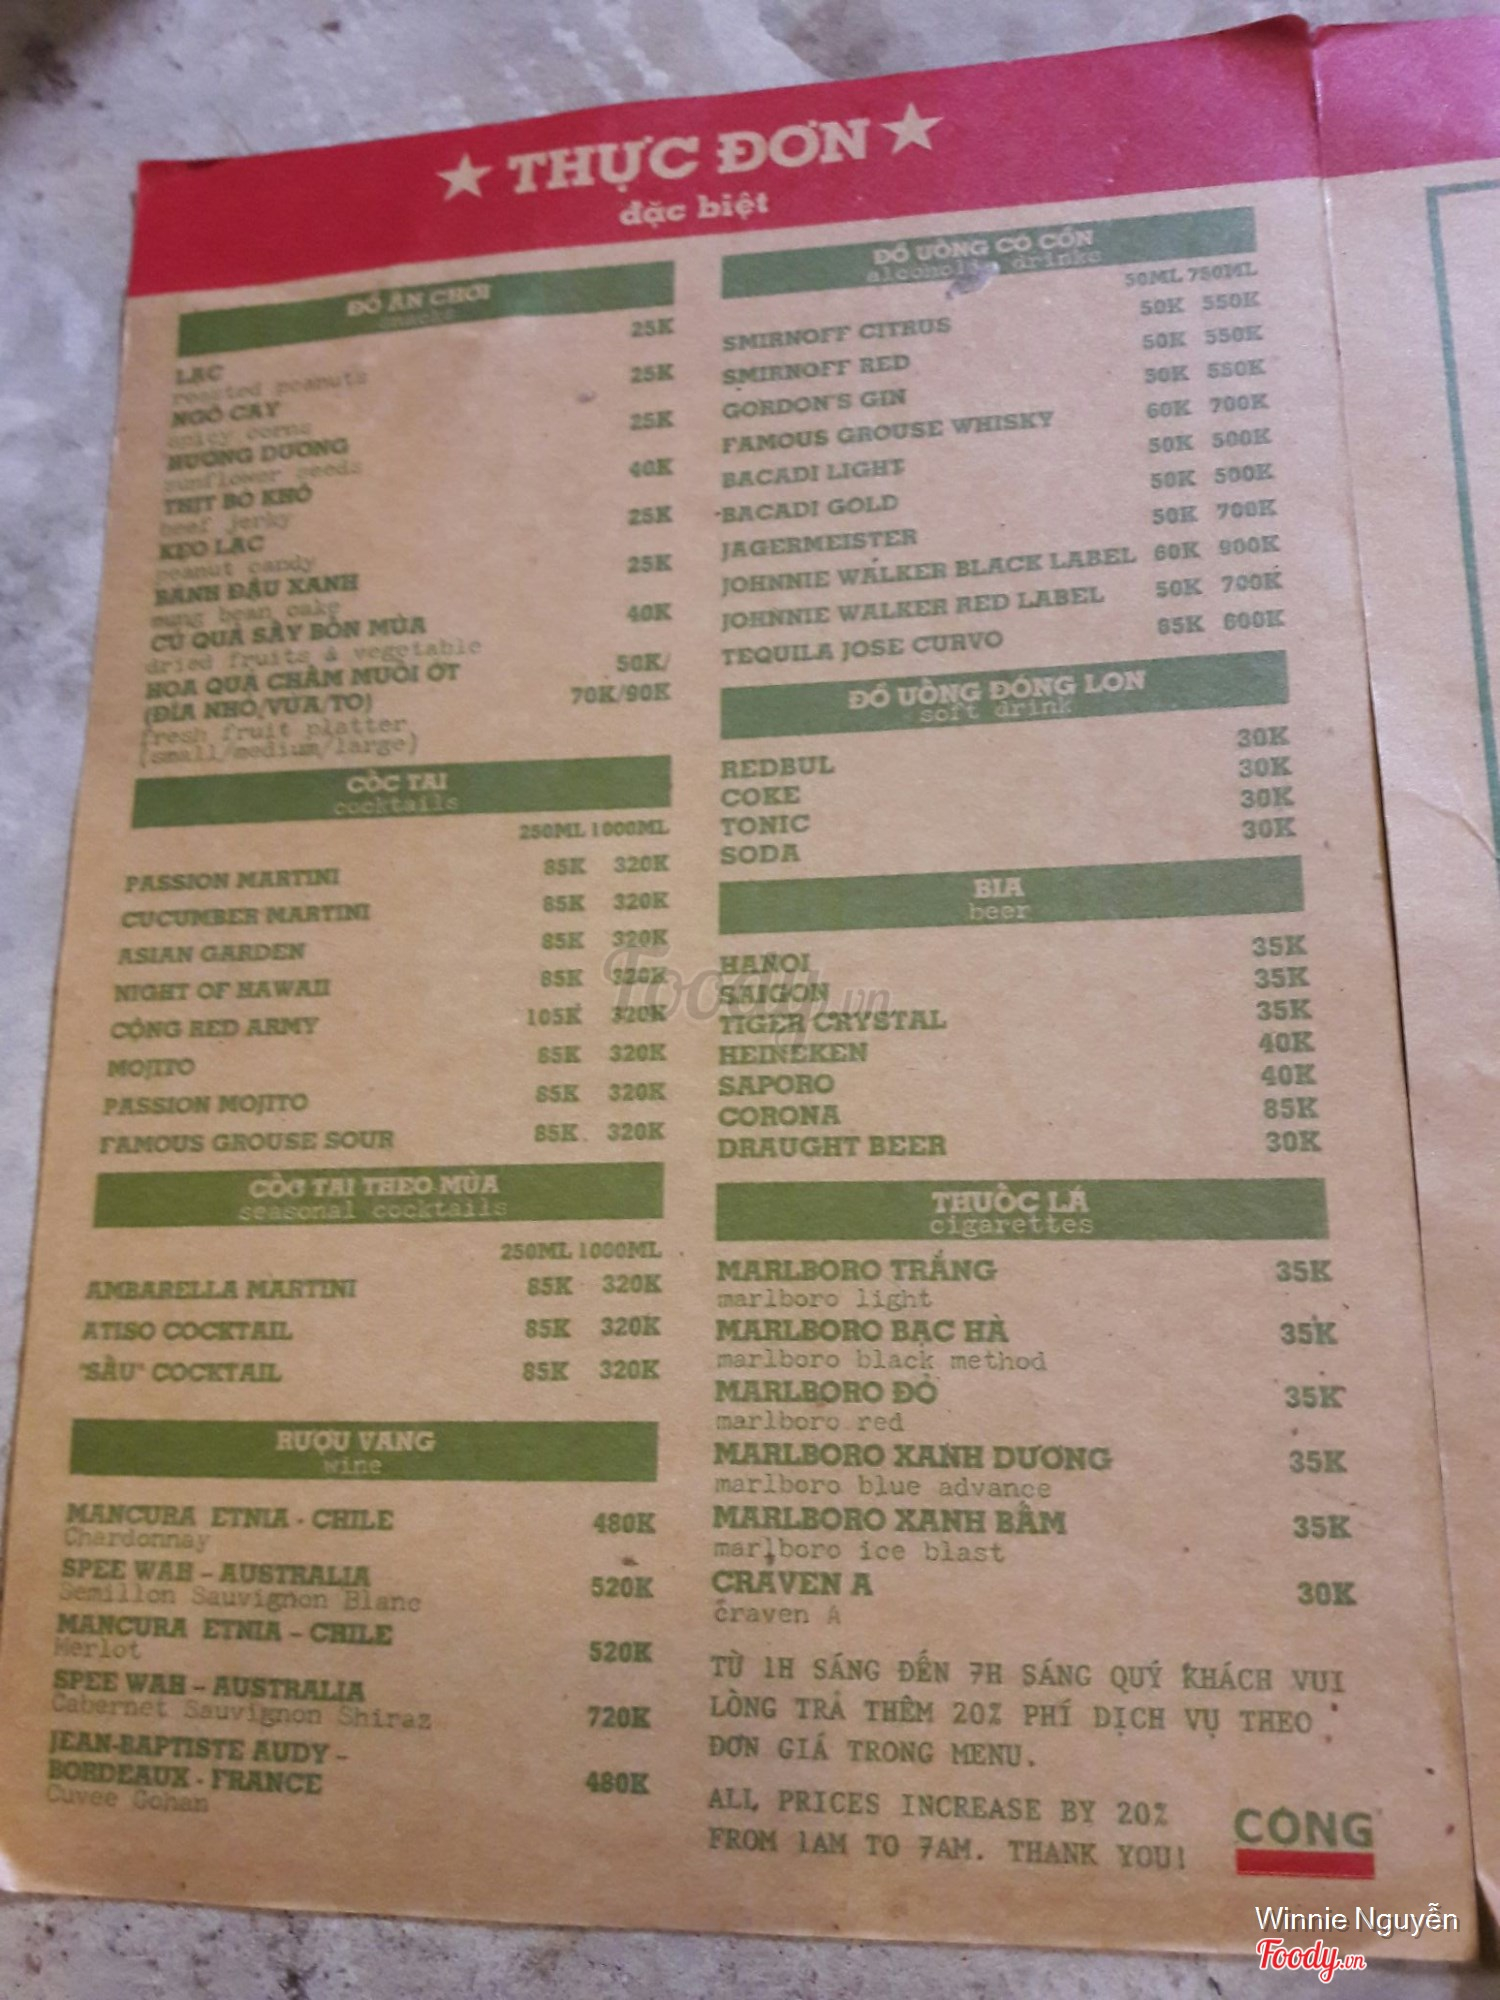 ★ THỰC ĐƠN ★
đặc biệt
ĐỒ ĂN CHƠI
snacks
LẠC 25K
roasted peanuts
NGÔ CAY 25K
spicy corns
HƯỚNG DƯƠNG 25K
sunflower seeds
THỊT BÒ KHÔ 40K
beef jerky
KẸO LẠC 25K
peanut candy
BÁNH ĐẬU XANH 25K
mung bean cake
CỦ QUẢ SẤY BỐN MÙA 40K
dried fruits & vegetable
HOA QUẢ CHẤM MUỐI ỚT 50K/
(ĐĨA NHỎ/VỪA/TO) 70K/90K
fresh fruit platter
(small/medium/large)
CỐC TAI
cocktails
250ML 1000ML
PASSION MARTINI 85K 320K
CUCUMBER MARTINI 85K 320K
ASIAN GARDEN 85K 320K
NIGHT OF HAWAII 85K 320K
CỘNG RED ARMY 105K 320K
MOJITO 85K 320K
PASSION MOJITO 85K 320K
FAMOUS GROUSE SOUR 85K 320K
CỐC TAI THEO MÙA
seasonal cocktails
250ML 1000ML
AMBARELLA MARTINI 85K 320K
ATISO COCKTAIL 85K 320K
"SẤU" COCKTAIL 85K 320K
RƯỢU VANG
wine
MANCURA ETNIA - CHILE 480K
Chardonnay
SPEE WAH - AUSTRALIA 520K
Semillon Sauvignon Blanc
MANCURA ETNIA - CHILE 520K
Merlot
SPEE WAH - AUSTRALIA 720K
Cabernet Sauvignon Shiraz
JEAN-BAPTISTE AUDY -
BORDEAUX - FRANCE 480K
Cuvee Gohan
ĐỒ UỐNG CÓ CỒN
alcoholic drinks
50ML 750ML
SMIRNOFF CITRUS 50K 550K
SMIRNOFF RED 50K 550K
GORDON'S GIN 50K 550K
FAMOUS GROUSE WHISKY 60K 700K
BACADI LIGHT 50K 500K
BACADI GOLD 50K 500K
JAGERMEISTER 50K 700K
JOHNNIE WALKER BLACK LABEL 60K 900K
JOHNNIE WALKER RED LABEL 50K 700K
TEQUILA JOSE CURVO 65K 600K
ĐỒ UỐNG ĐÓNG LON
soft drink
REDBUL 30K
COKE 30K
TONIC 30K
SODA 30K
BIA
beer
HANOI 35K
SAIGON 35K
TIGER CRYSTAL 35K
HEINEKEN 40K
SAPORO 40K
CORONA 85K
DRAUGHT BEER 30K
THUỐC LÁ
cigarettes
MARLBORO TRẮNG 35K
marlboro light
MARLBORO BẠC HÀ 35K
marlboro black method
MARLBORO ĐỎ 35K
marlboro red
MARLBORO XANH DƯƠNG 35K
marlboro blue advance
MARLBORO XANH BẤM 35K
marlboro ice blast
CRAVEN A 30K
craven A
TỪ 1H SÁNG ĐẾN 7H SÁNG QUÝ KHÁCH VUI
LÒNG TRẢ THÊM 20% PHÍ DỊCH VỤ THEO
ĐƠN GIÁ TRONG MENU.
ALL PRICES INCREASE BY 20%
FROM 1AM TO 7AM. THANK YOU!
CỘNG
Foody.vn
Winnie Nguyễn
Foody.vn